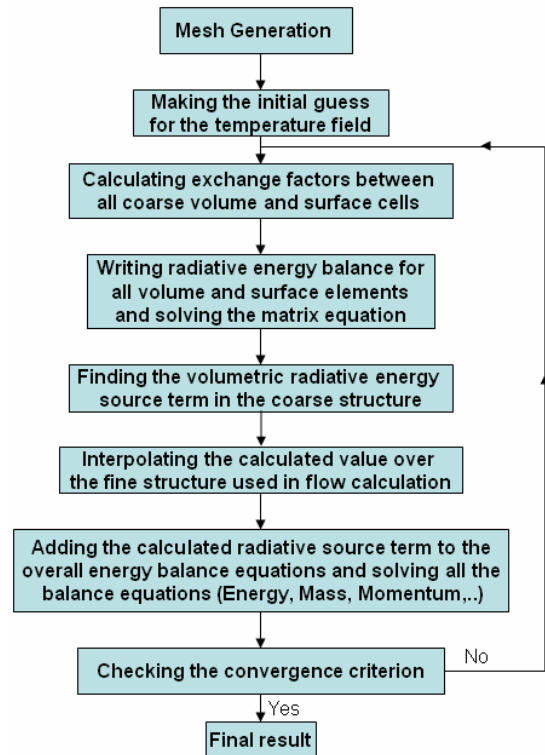 Mesh Generation
Making the initial guess
for the temperature field
Calculating exchange factors between
all coarse volume and surface cells
Writing radiative energy balance for
all volume and surface elements
and solving the matrix equation
Finding the volumetric radiative energy
source term in the coarse structure
Interpolating the calculated value over
the fine structure used in flow calculation
Adding the calculated radiative source term to the
overall energy balance equations and solving all the
balance equations (Energy, Mass, Momentum,..)
Checking the convergence criterion
No
Yes
Final result